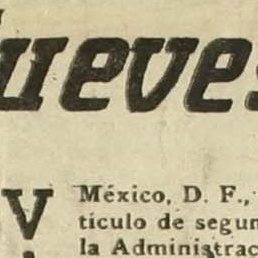 ueves
V
México, D. F.,
tículo de segun
la Administrac